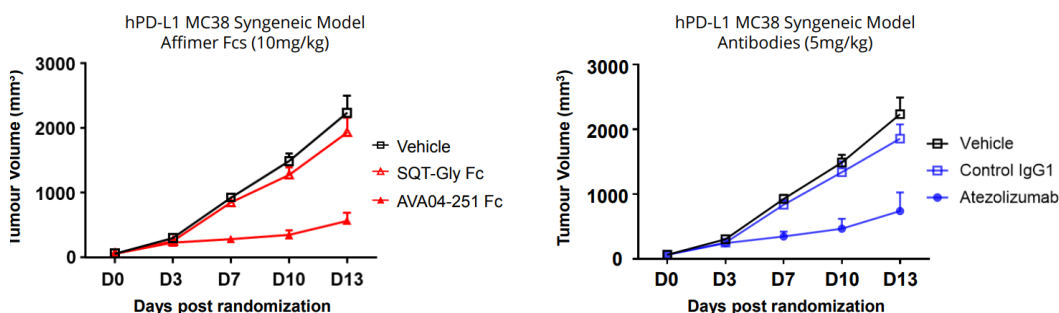 hPD-L1 MC38 Syngeneic Model
Affimer Fcs (10mg/kg)
Tumour Volume (mm³)
3000
2000
1000
0
D0 D3 D7 D10 D13
Days post randomization
Vehicle
SQT-Gly Fc
AVA04-251 Fc
hPD-L1 MC38 Syngeneic Model
Antibodies (5mg/kg)
Tumour Volume (mm³)
3000
2000
1000
0
D0 D3 D7 D10 D13
Days post randomization
Vehicle
Control IgG1
Atezolizumab